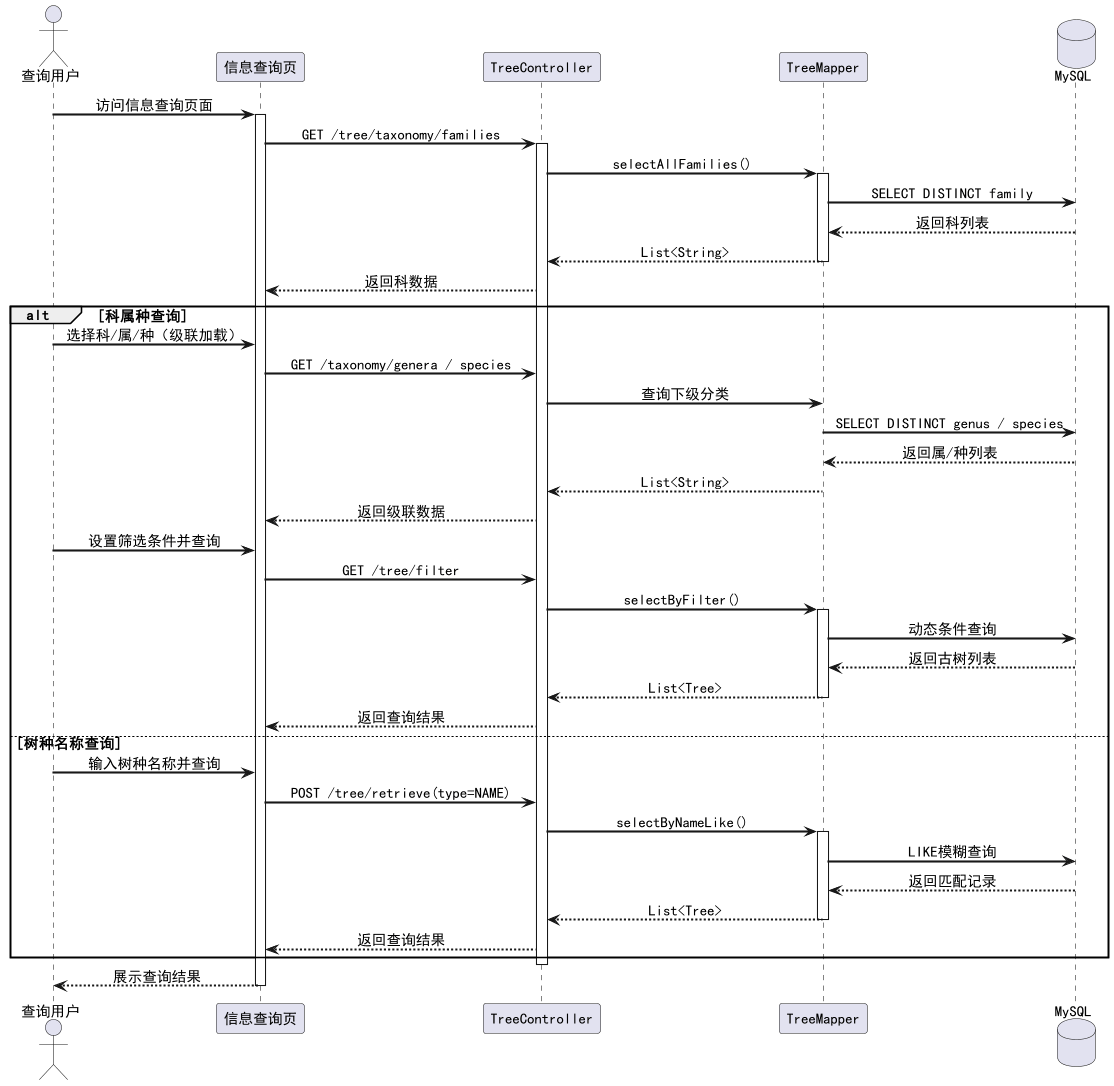 查询用户
信息查询页
TreeController
TreeMapper
MySQL
访问信息查询页面
GET /tree/taxonomy/families
selectAllFamilies()
SELECT DISTINCT family
返回科列表
List<String>
返回科数据
alt [科属种查询]
选择科/属/种（级联加载）
GET /taxonomy/genera / species
查询下级分类
SELECT DISTINCT genus / species
返回属/种列表
List<String>
返回级联数据
设置筛选条件并查询
GET /tree/filter
selectByFilter()
动态条件查询
返回古树列表
List<Tree>
返回查询结果
[树种名称查询]
输入树种名称并查询
POST /tree/retrieve(type=NAME)
selectByNameLike()
LIKE模糊查询
返回匹配记录
List<Tree>
返回查询结果
展示查询结果
查询用户
信息查询页
TreeController
TreeMapper
MySQL